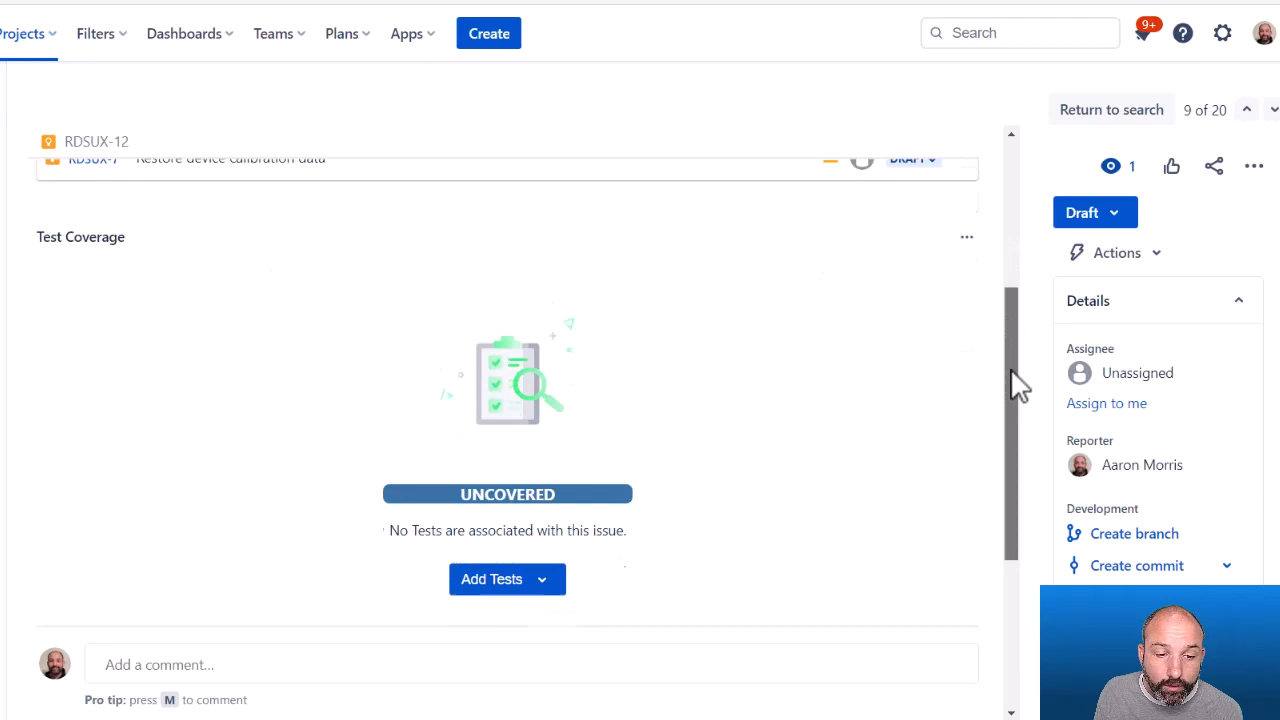 Projects Filters Dashboards Teams Plans Apps Create Search 9+
Return to search 9 of 20
RDSUX-12
RDSUX-7 Restore device calibration data DRAFT
1
Draft
Test Coverage
Actions
Details
Assignee
Unassigned
Assign to me
Reporter
Aaron Morris
UNCOVERED
Development
No Tests are associated with this issue.
Create branch
Add Tests
Create commit
Add a comment…
Pro tip: press M to comment